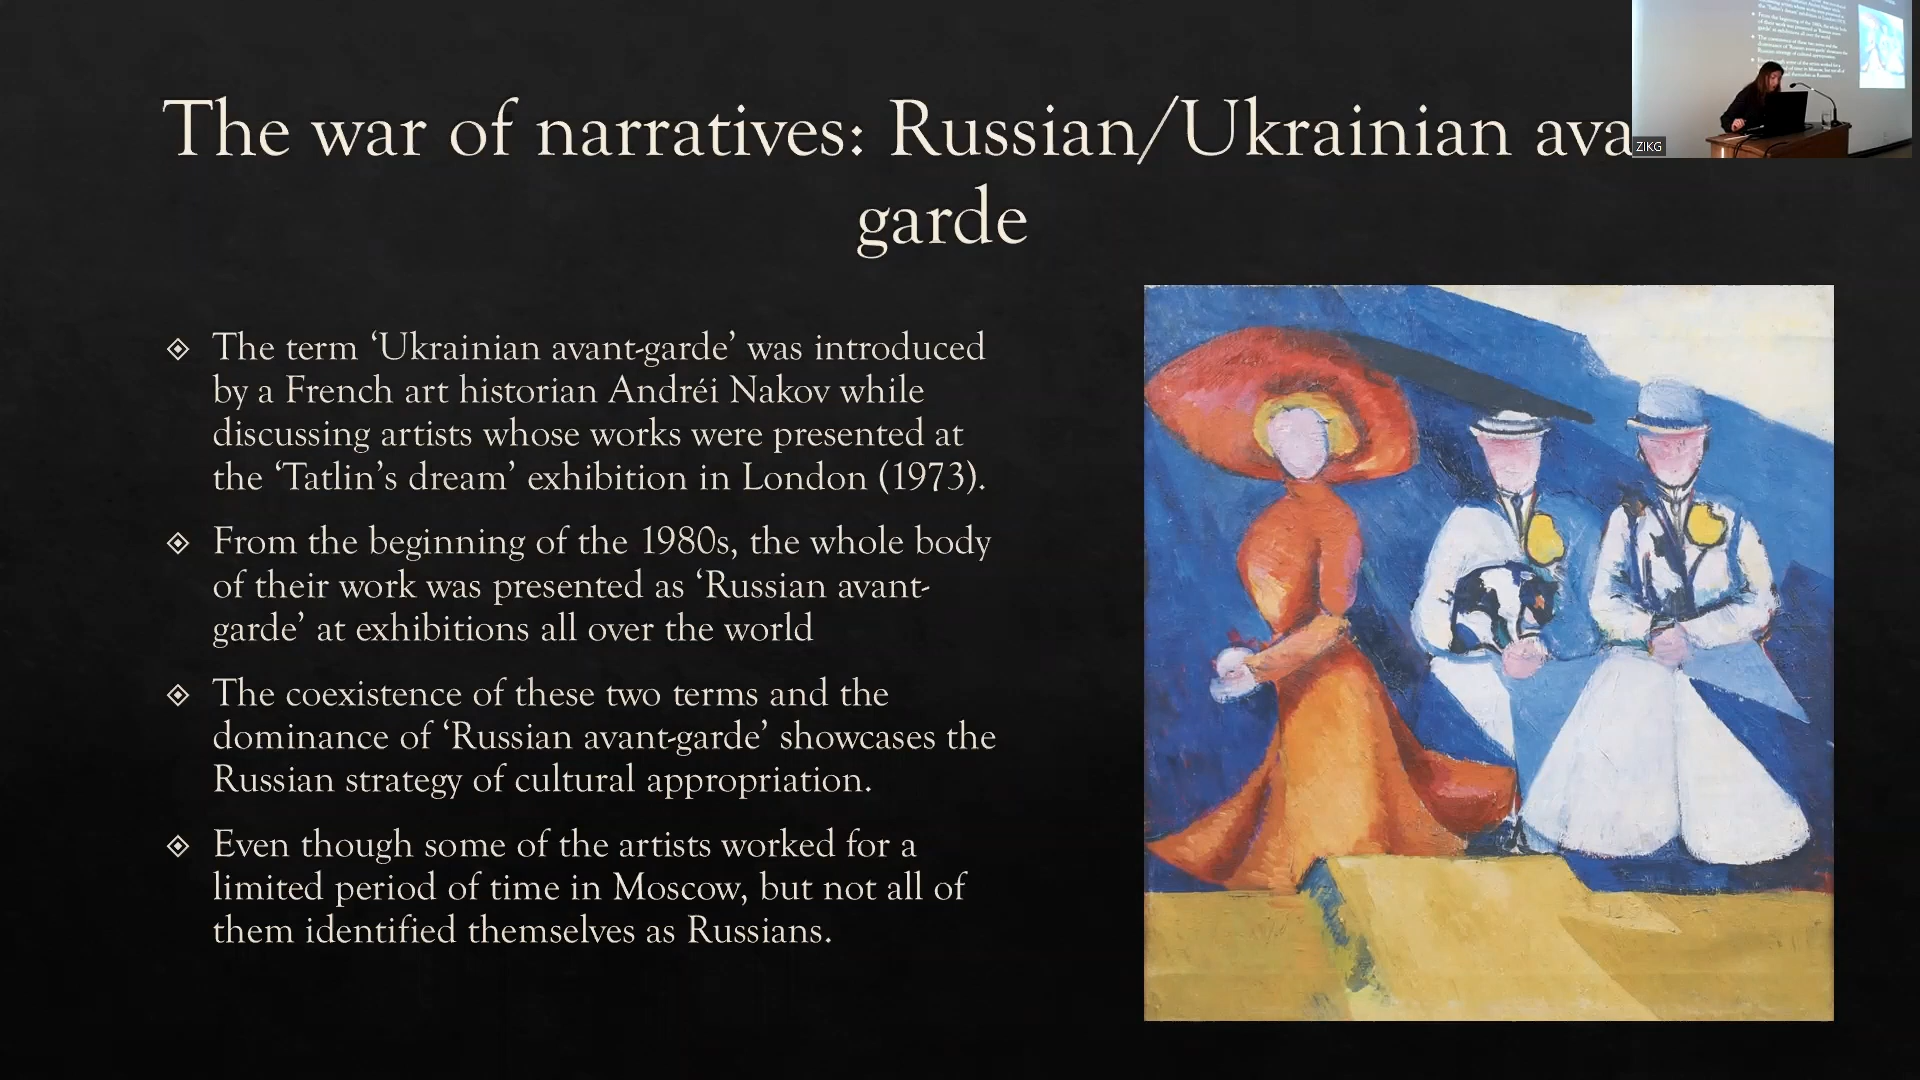 The war of narratives: Russian/Ukrainian ava
garde
The term ‘Ukrainian avant-garde’ was introduced
by a French art historian Andréi Nakov while
discussing artists whose works were presented at
the ‘Tatlin’s dream’ exhibition in London (1973).
From the beginning of the 1980s, the whole body
of their work was presented as ‘Russian avant-
garde’ at exhibitions all over the world
The coexistence of these two terms and the
dominance of ‘Russian avant-garde’ showcases the
Russian strategy of cultural appropriation.
Even though some of the artists worked for a
limited period of time in Moscow, but not all of
them identified themselves as Russians.
ZIKG